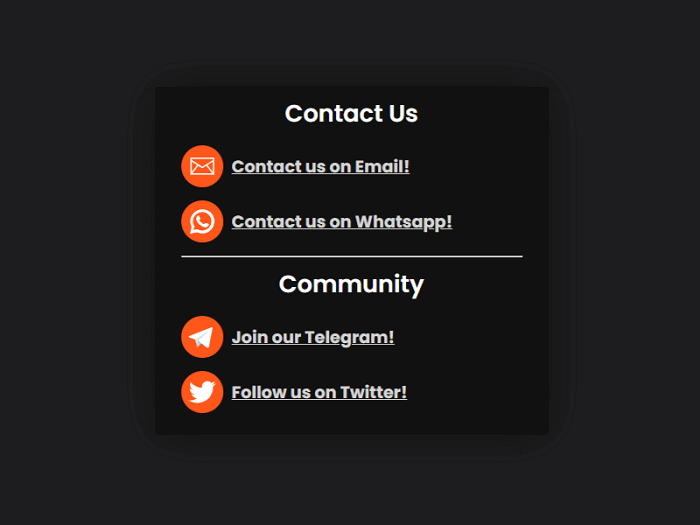 Contact Us
Contact us on Email!
Contact us on Whatsapp!
Community
Join our Telegram!
Follow us on Twitter!